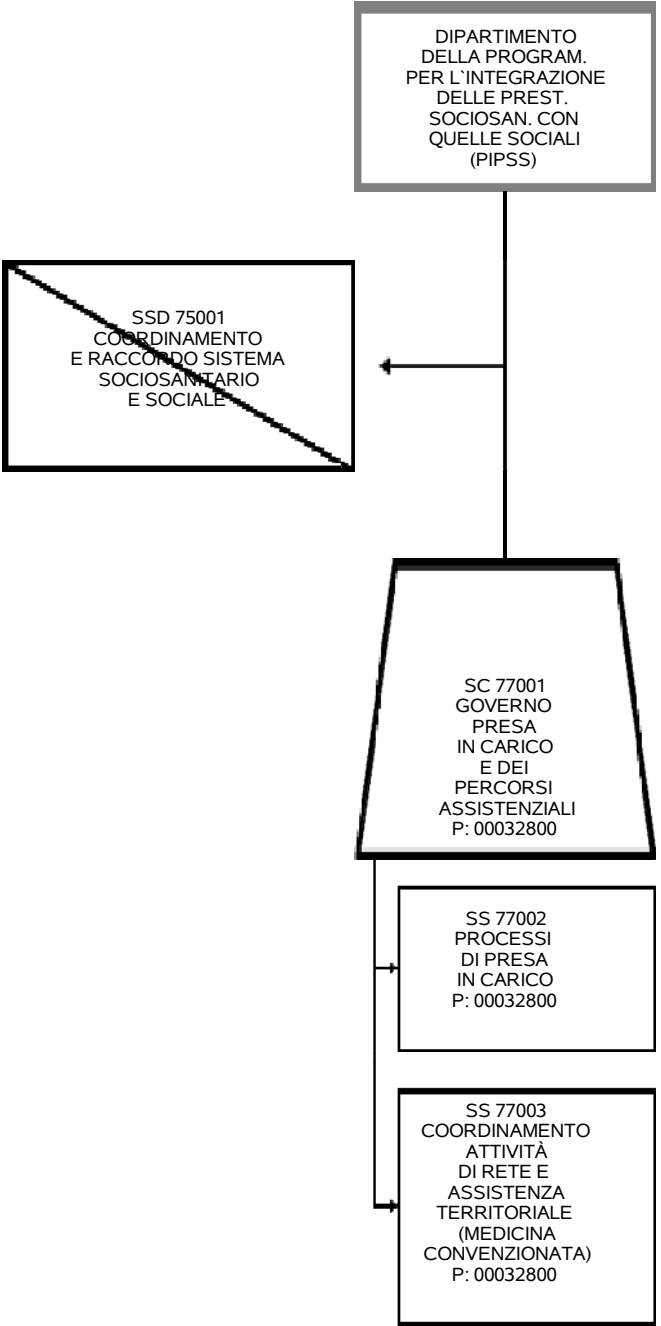 DIPARTIMENTO
DELLA PROGRAM.
PER L`INTEGRAZIONE
DELLE PREST.
SOCIOSAN. CON
QUELLE SOCIALI
(PIPSS)
SSD 75001
COORDINAMENTO
E RACCORDO SISTEMA
SOCIOSANITARIO
E SOCIALE
SC 77001
GOVERNO
PRESA
IN CARICO
E DEI
PERCORSI
ASSISTENZIALI
P: 00032800
SS 77002
PROCESSI
DI PRESA
IN CARICO
P: 00032800
SS 77003
COORDINAMENTO
ATTIVITÀ
DI RETE E
ASSISTENZA
TERRITORIALE
(MEDICINA
CONVENZIONATA)
P: 00032800